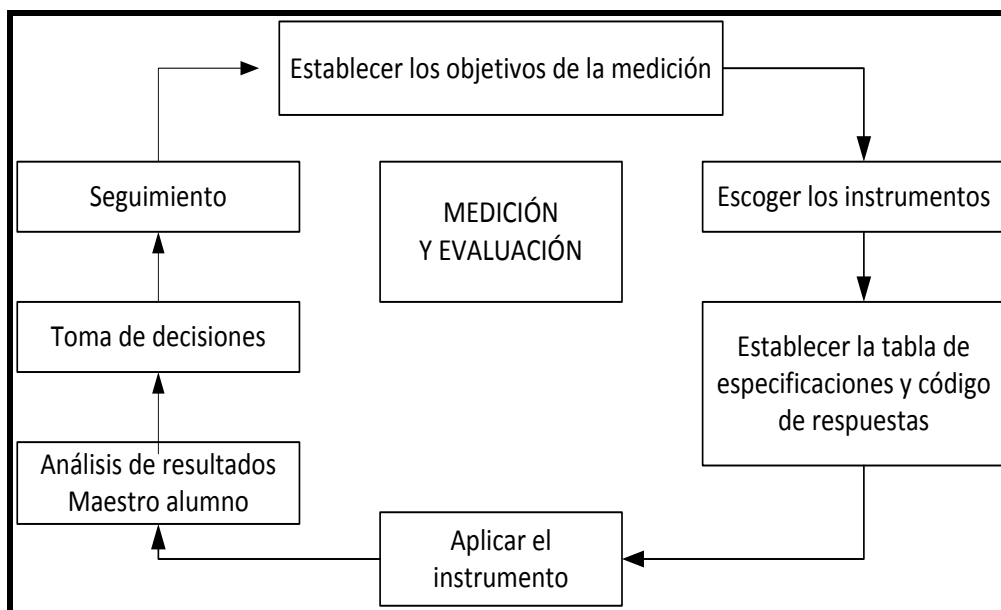 Establecer los objetivos de la medición
Seguimiento
MEDICIÓN
Y EVALUACIÓN
Escoger los instrumentos
Toma de decisiones
Establecer la tabla de
especificaciones y código
de respuestas
Análisis de resultados
Maestro alumno
Aplicar el
instrumento